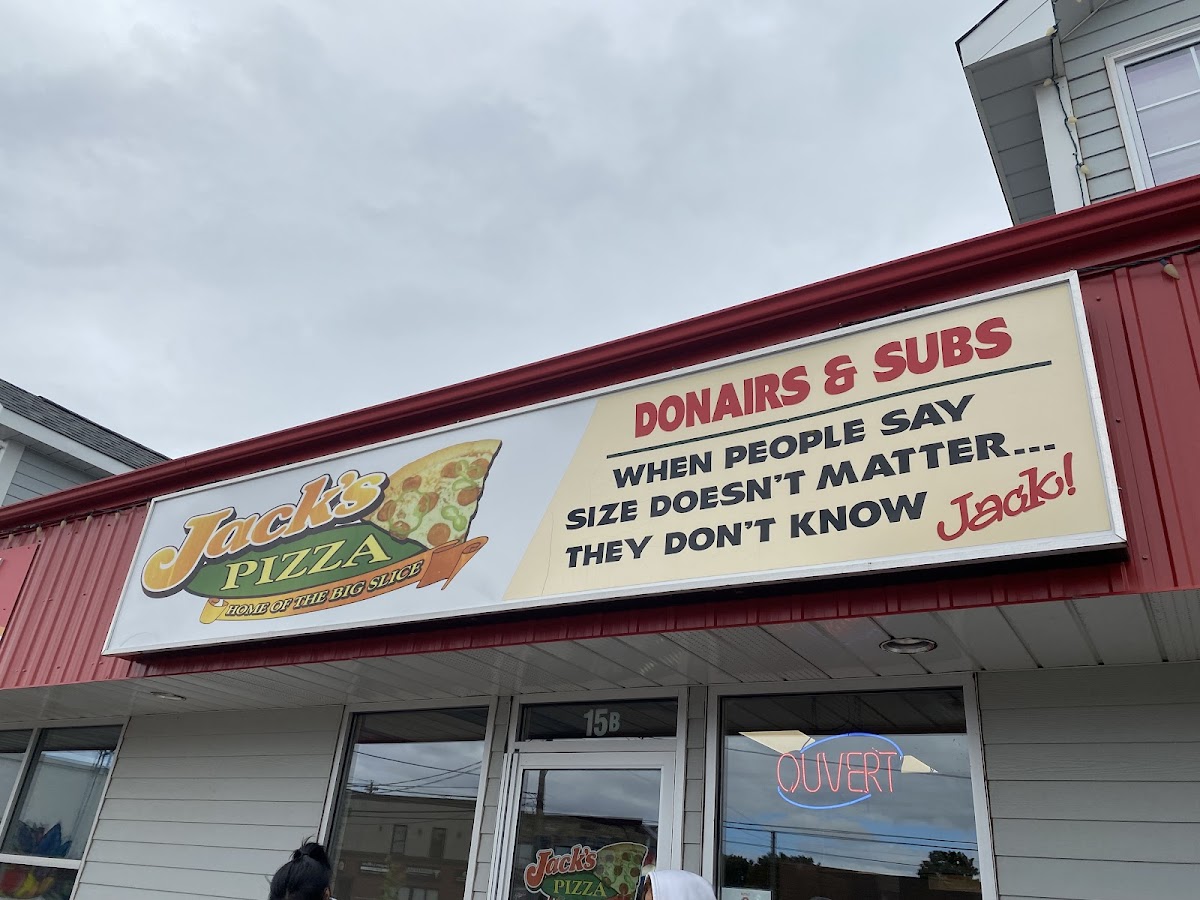 Jack's
PIZZA
HOME OF THE BIG SLICE
DONAIRS & SUBS
WHEN PEOPLE SAY
SIZE DOESN'T MATTER...
THEY DON'T KNOW Jack!
15B
OUVERT
Jack's
PIZZA